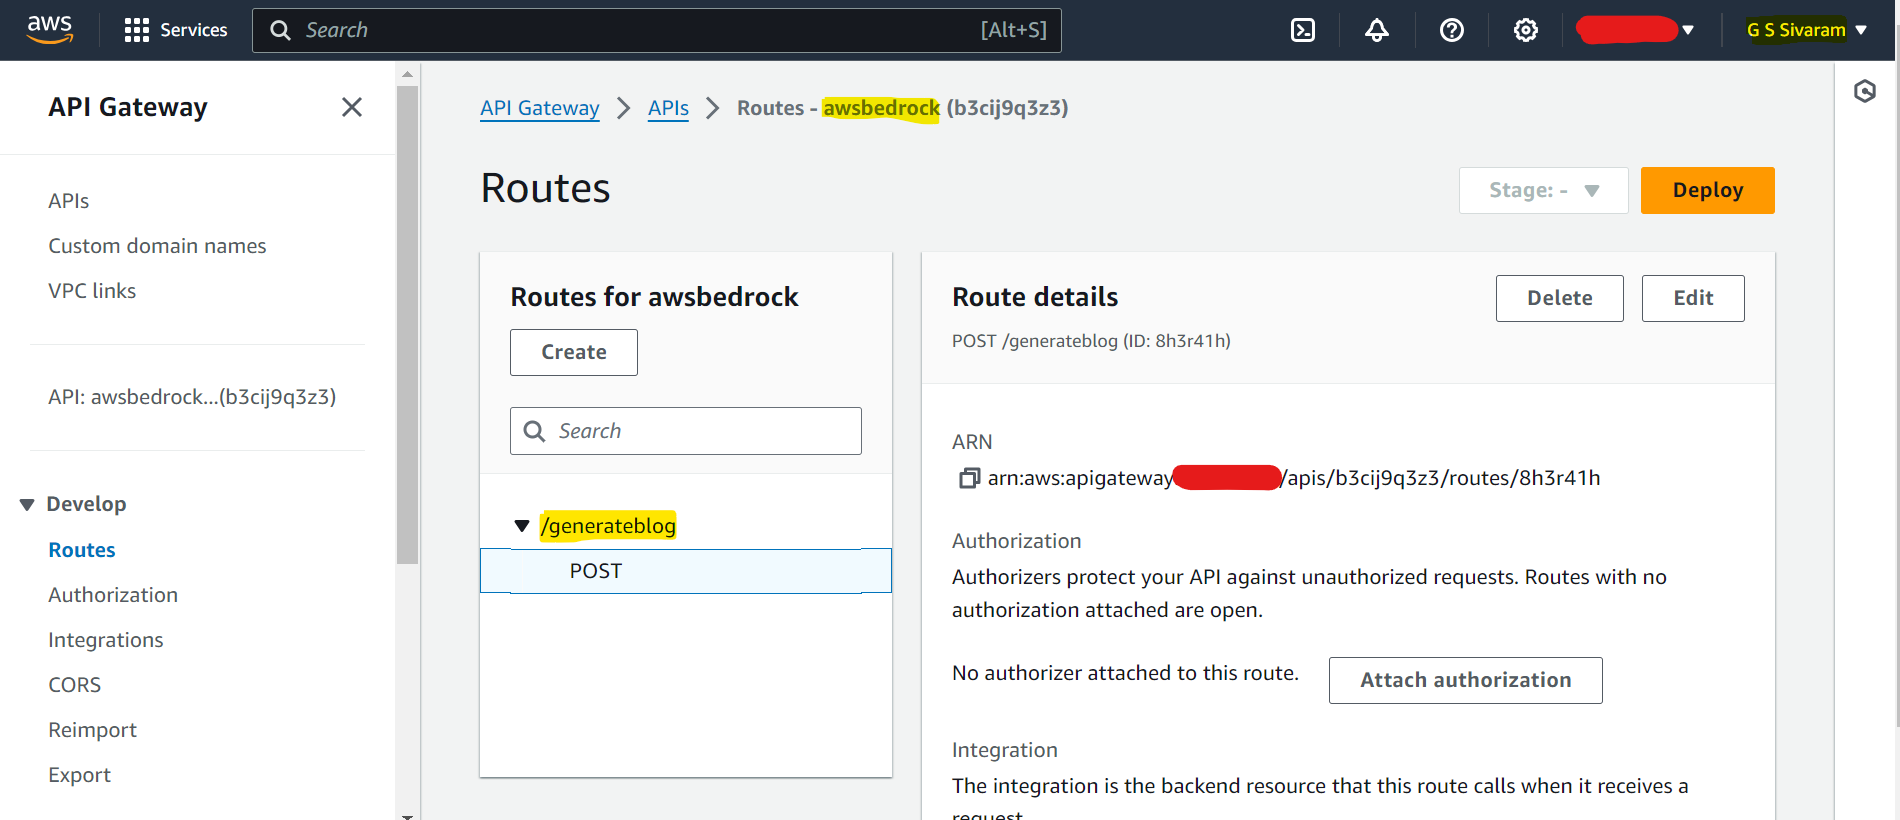 aws
Services
Search
[Alt+S]
G S Sivaram
API Gateway
APIs
Custom domain names
VPC links
API: awsbedrock...(b3cij9q3z3)
Develop
Routes
Authorization
Integrations
CORS
Reimport
Export
API Gateway
APIs
Routes - awsbedrock (b3cij9q3z3)
Routes
Stage: -
Deploy
Routes for awsbedrock
Create
Search
/generateblog
POST
Route details
Delete
Edit
POST /generateblog (ID: 8h3r41h)
ARN
arn:aws:apigateway /apis/b3cij9q3z3/routes/8h3r41h
Authorization
Authorizers protect your API against unauthorized requests. Routes with no
authorization attached are open.
No authorizer attached to this route.
Attach authorization
Integration
The integration is the backend resource that this route calls when it receives a
request